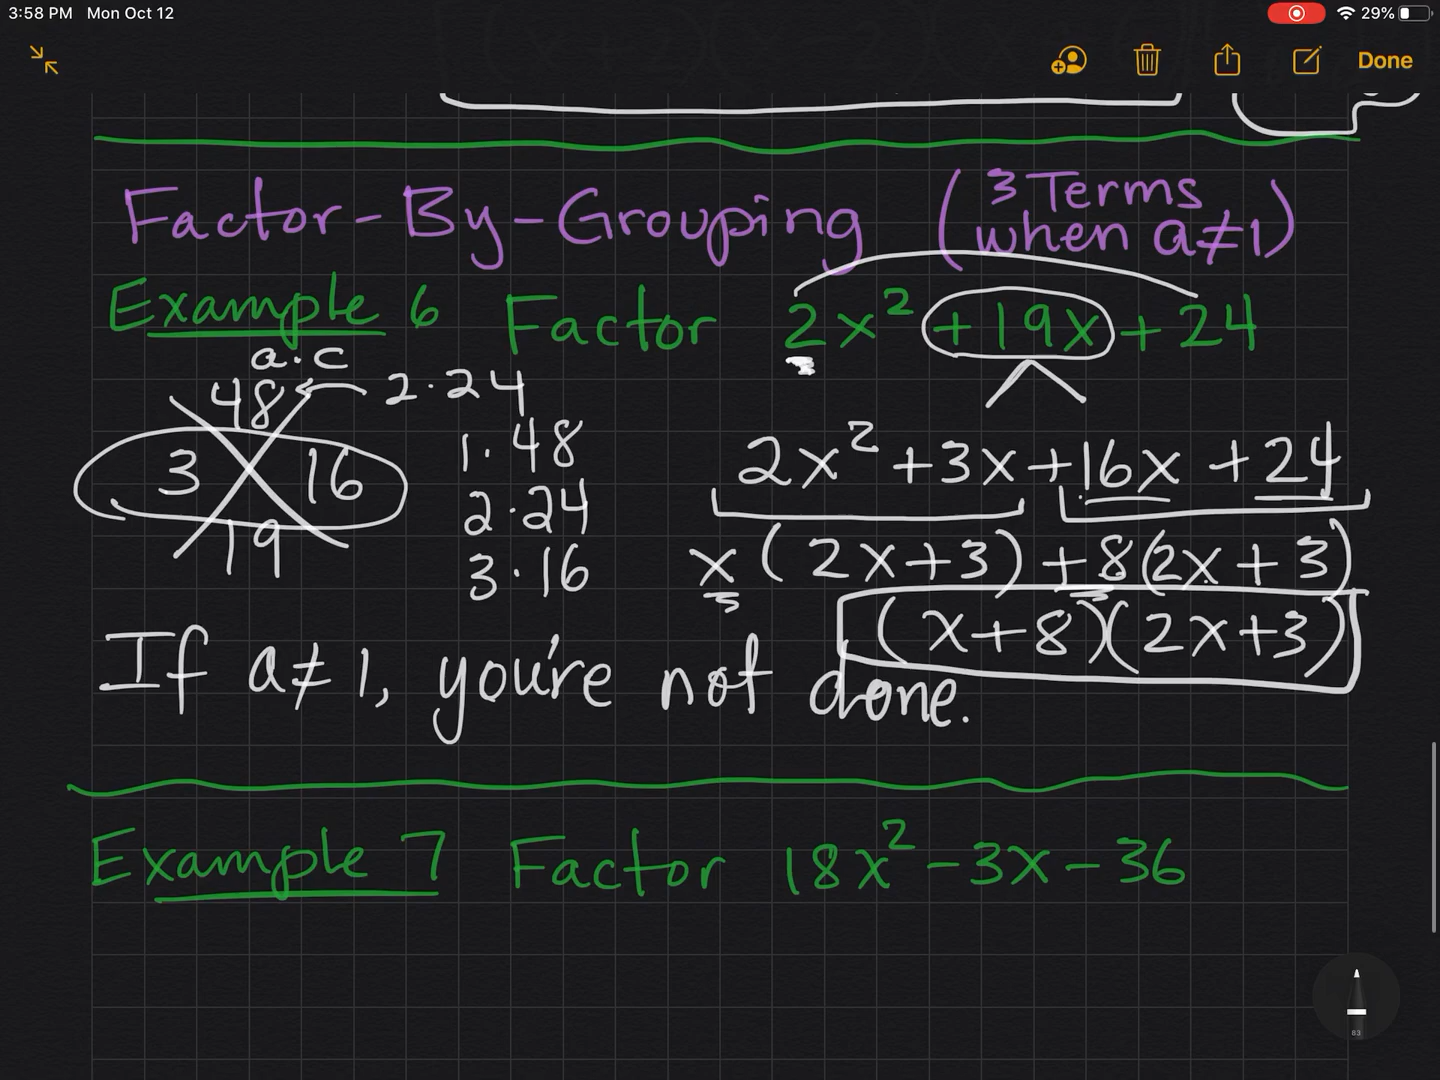 3:58 PM Mon Oct 12
29%
Done
Factor-By-Grouping (3 Terms when a≠1)
Example 6 Factor 2x² +19x + 24
a·c
48 ← 2·24
3 16
19
1·48
2·24
3·16
2x² +3x +16x +24
x(2x+3) +8(2x+3)
(x+8)(2x+3)
If a≠1, you're not done.
Example 7 Factor 18x² -3x -36
83